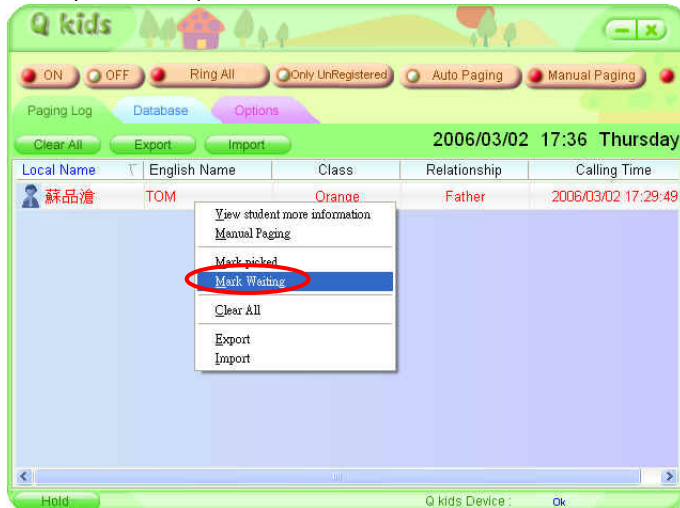 Q kids
ON OFF Ring All Only UnRegistered Auto Paging Manual Paging
Paging Log Database Options
Clear All Export Import 2006/03/02 17:36 Thursday
Local Name English Name Class Relationship Calling Time
蘇品滄 TOM Orange Father 2006/03/02 17:29:49
View student more information
Manual Paging
Mark picked
Mark Waiting
Clear All
Export
Import
Hold Q kids Device : Ok